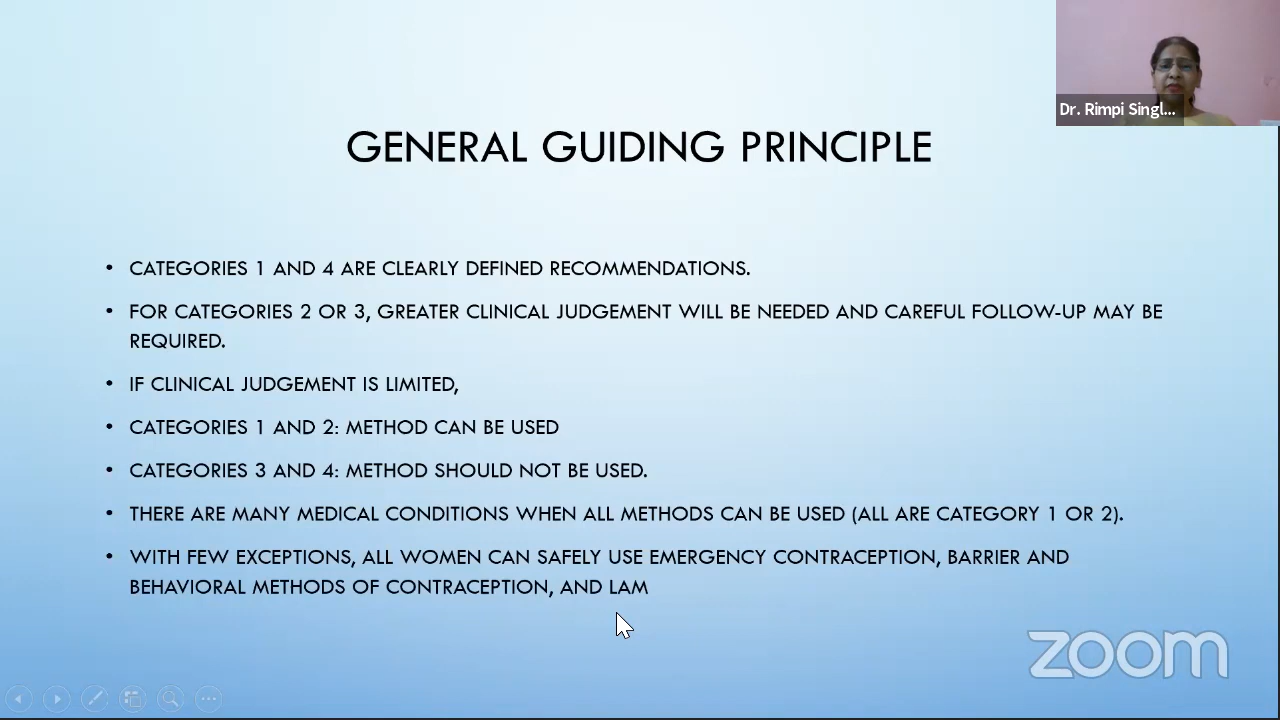 Dr. Rimpi Singl...
GENERAL GUIDING PRINCIPLE
• CATEGORIES 1 AND 4 ARE CLEARLY DEFINED RECOMMENDATIONS.
• FOR CATEGORIES 2 OR 3, GREATER CLINICAL JUDGEMENT WILL BE NEEDED AND CAREFUL FOLLOW-UP MAY BE
REQUIRED.
• IF CLINICAL JUDGEMENT IS LIMITED,
• CATEGORIES 1 AND 2: METHOD CAN BE USED
• CATEGORIES 3 AND 4: METHOD SHOULD NOT BE USED.
• THERE ARE MANY MEDICAL CONDITIONS WHEN ALL METHODS CAN BE USED (ALL ARE CATEGORY 1 OR 2).
• WITH FEW EXCEPTIONS, ALL WOMEN CAN SAFELY USE EMERGENCY CONTRACEPTION, BARRIER AND
BEHAVIORAL METHODS OF CONTRACEPTION, AND LAM
zoom